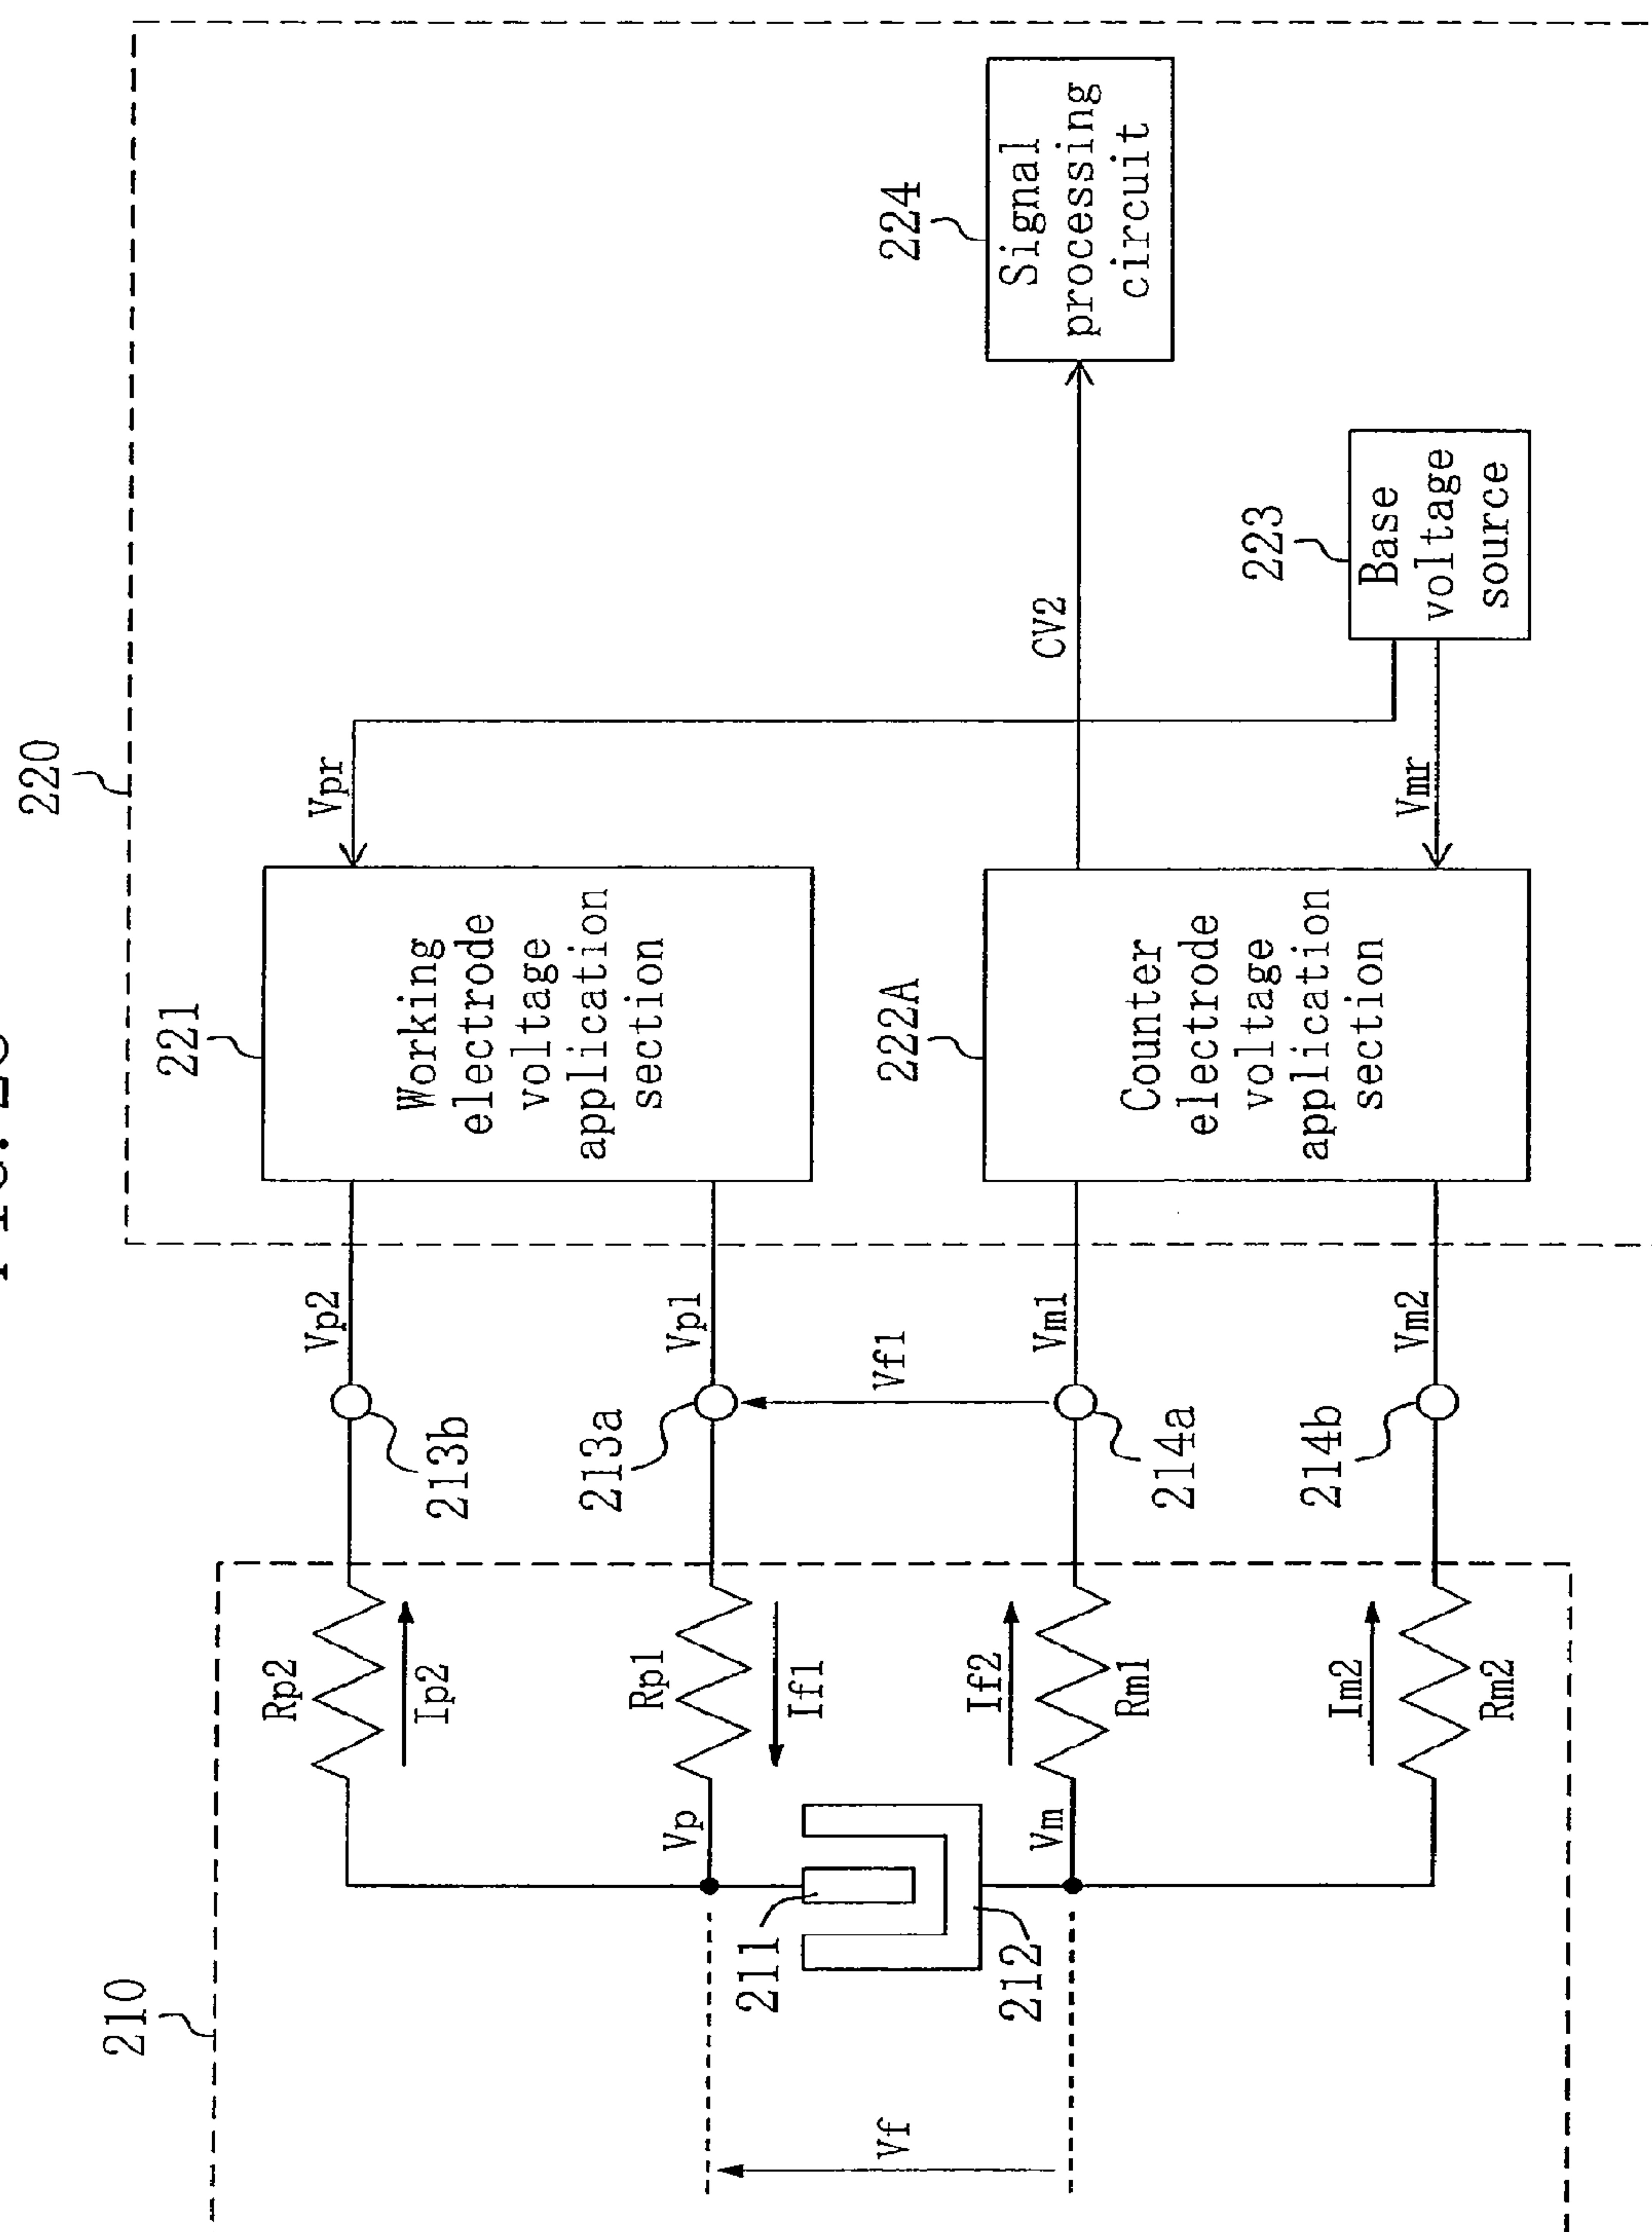 220
221
Working
electrode
voltage
application
section
Vpr
222A
Counter
electrode
voltage
application
section
Vmr
CV2
224
Signal
processing
circuit
223
Base
voltage
source
Vp2
213b
Vp1
213a
Vf1
Vm1
214a
Vm2
214b
210
Rp2
Ip2
Rp1
If1
If2
Rm1
Im2
Rm2
Vp
Vm
211
212
Vf